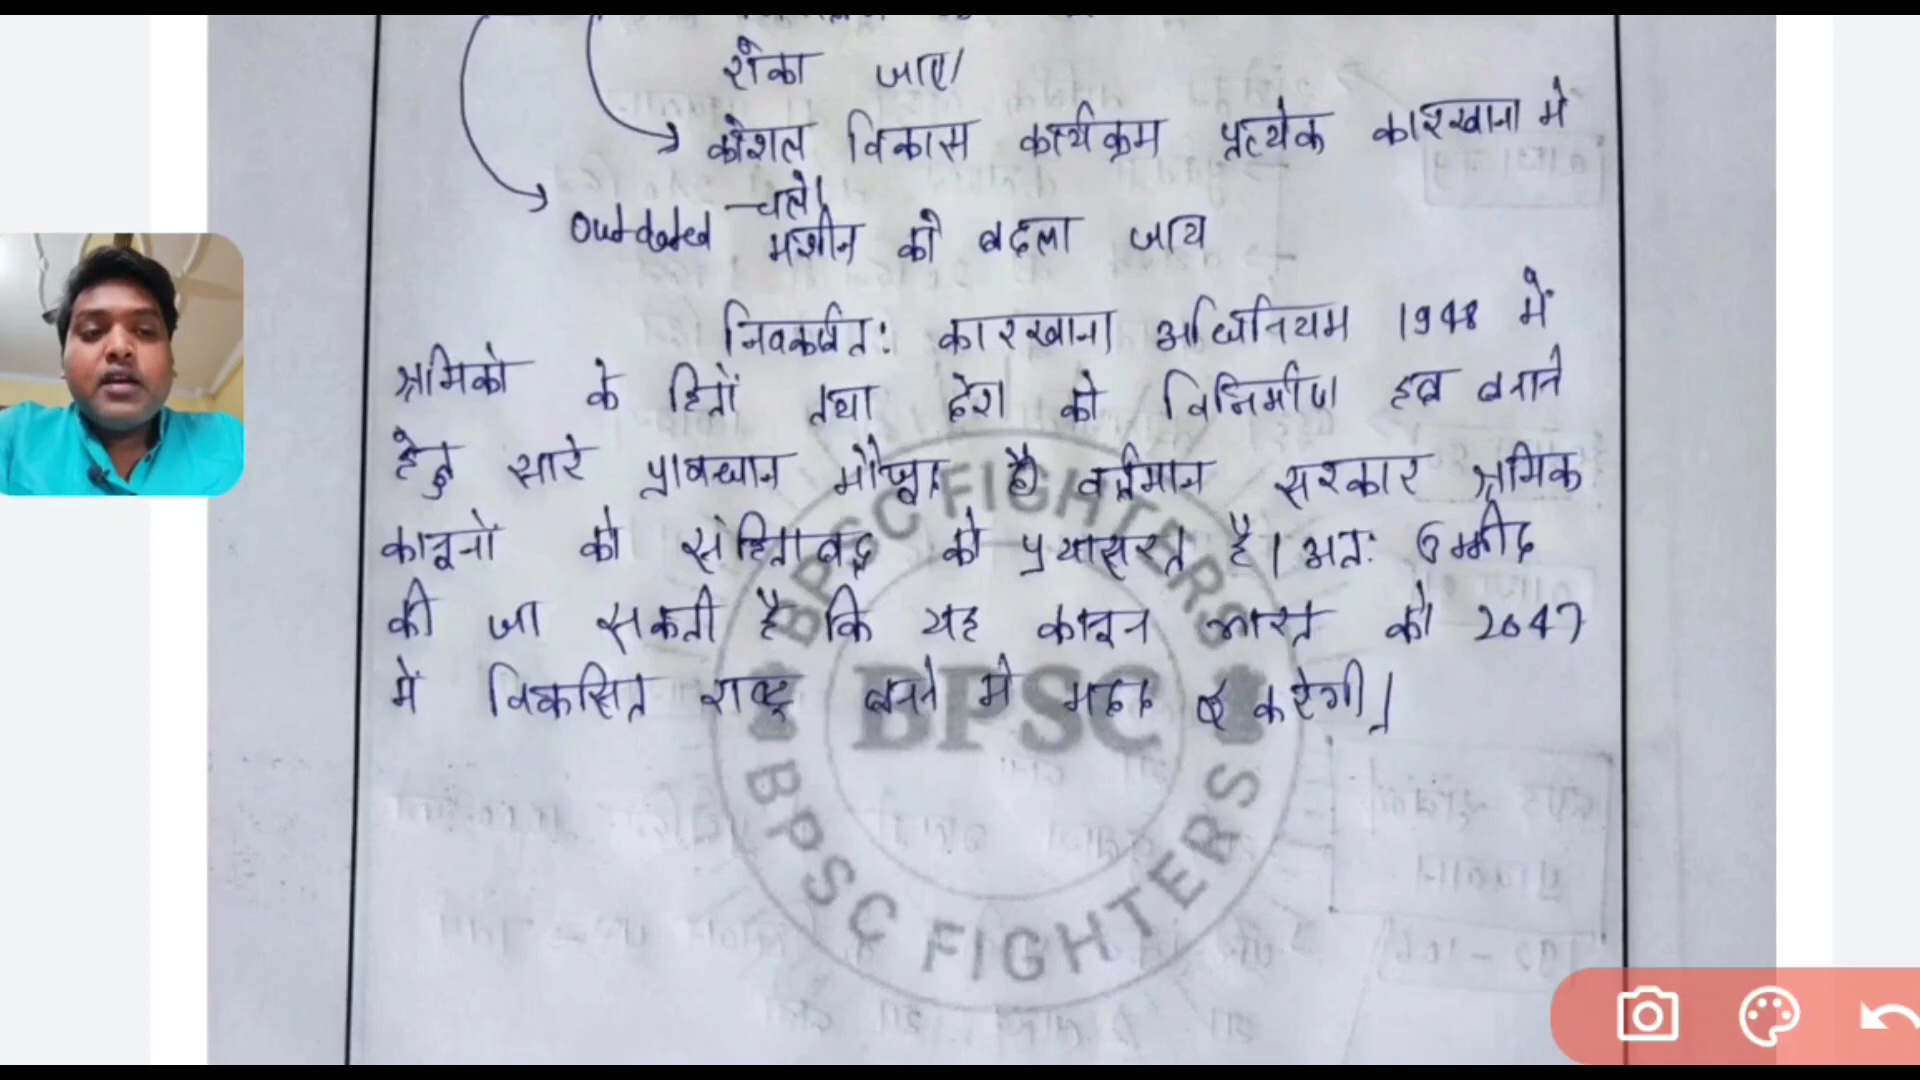 रोका जाए।
कौशल विकास कार्यक्रम प्रत्येक कारखाना में
चले।
Outdated मशीन को बदला जाय
निष्कर्षत: कारखाना अधिनियम 1948 में
श्रमिको के हितों तथा देश को विनिर्माण हब बनाने
हेतु सारे प्रावधान मौजूद है वर्तमान सरकार श्रमिक
कानूनो को संहिताबद्ध को प्रयासरत है। अत: उम्मीद
की जा सकती है कि यह कानून भारत को 2047
में विकसित राष्ट्र बनने मे मदद करेगी।
BPSC FIGHTERS
BPSC
BPSC FIGHTERS